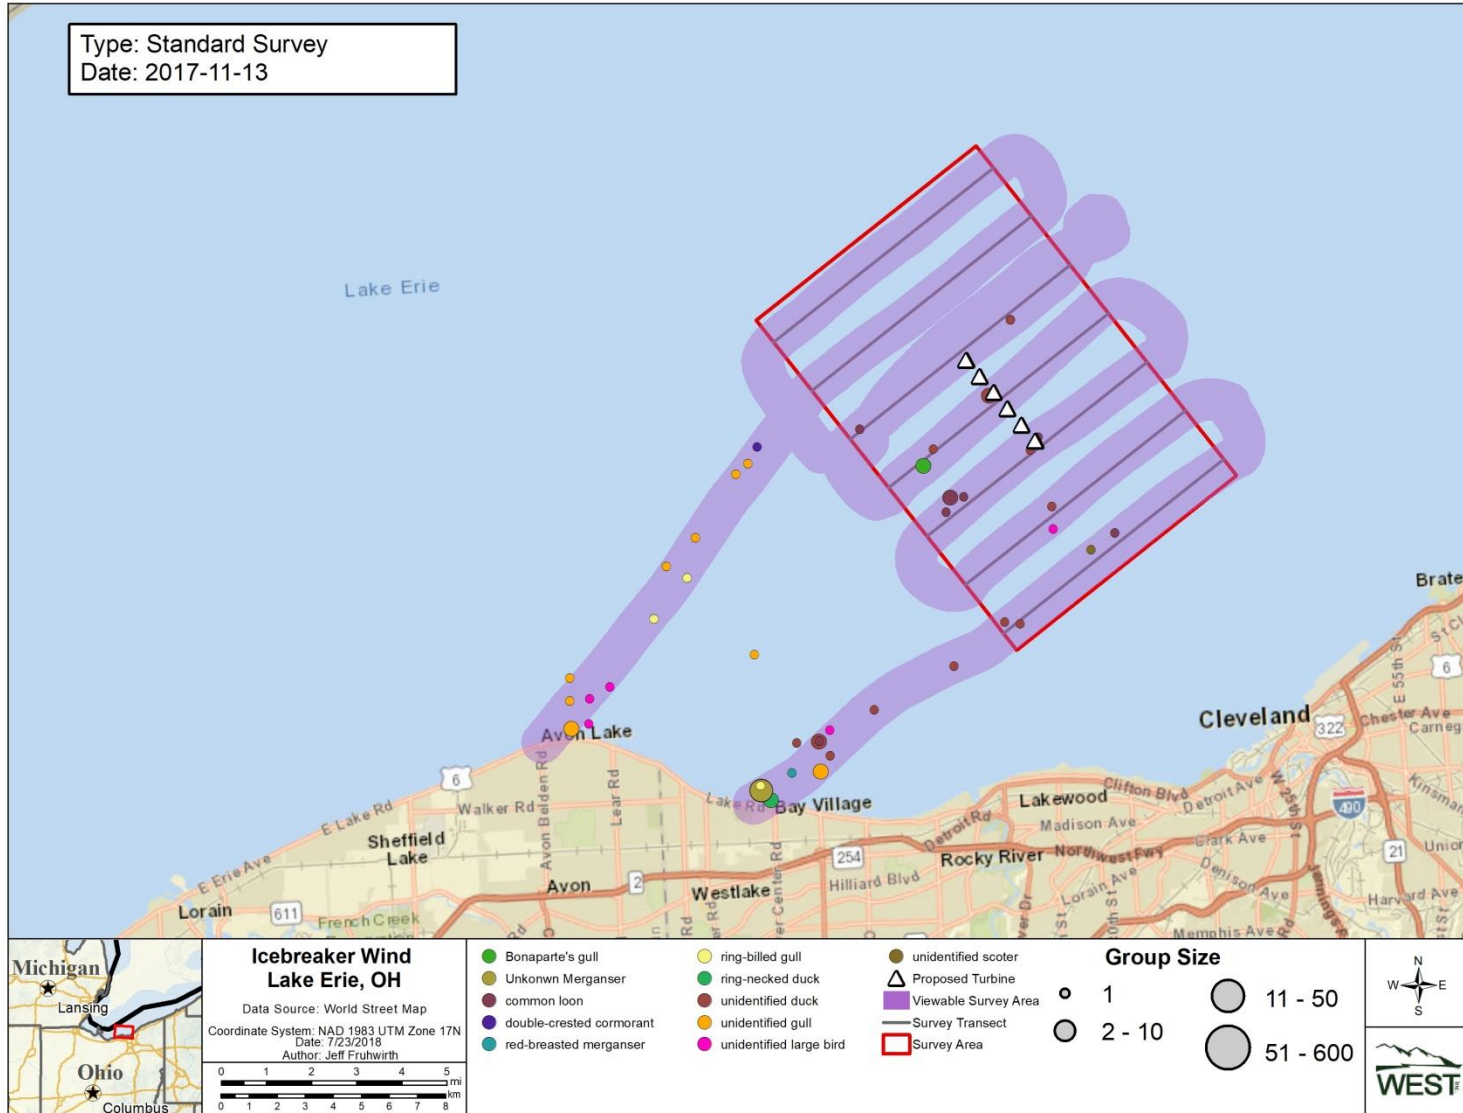 Type: Standard Survey
Date: 2017-11-13
Lake Erie
Brate
St Cl
E 55th St
6
Cleveland
322
Chester Ave
Carneg
Avon Lake
6
Lake Rd
Bay Village
Clifton Blvd
Detroit Ave
W 25th St
Kinsman
490
E Lake Rd
Walker Rd
Avon Belden Rd
Lear Rd
Lakewood
Madison Ave
Clark Ave
Union
Sheffield
Lake
254
Detroit Rd
Rocky River
Northwest Fwy
21
E Erie Ave
Avon
2
Westlake
Hilliard Blvd
Lorain Ave
Denison Ave
Jennings
Harvard Ave
Lorain
611
French Creek
Rd
Memphis Ave
Michigan
Lansing
Ohio
Columbus
Icebreaker Wind
Lake Erie, OH
Data Source: World Street Map
Coordinate System: NAD 1983 UTM Zone 17N
Date: 7/23/2018
Author: Jeff Fruhwirth
0 1 2 3 4 5
mi
km
0 1 2 3 4 5 6 7 8
Bonaparte's gull
Unkonwn Merganser
common loon
double-crested cormorant
red-breasted merganser
ring-billed gull
ring-necked duck
unidentified duck
unidentified gull
unidentified large bird
unidentified scoter
Proposed Turbine
Viewable Survey Area
Survey Transect
Survey Area
Group Size
1
2 - 10
11 - 50
51 - 600
N
W E
S
WEST
Inc.